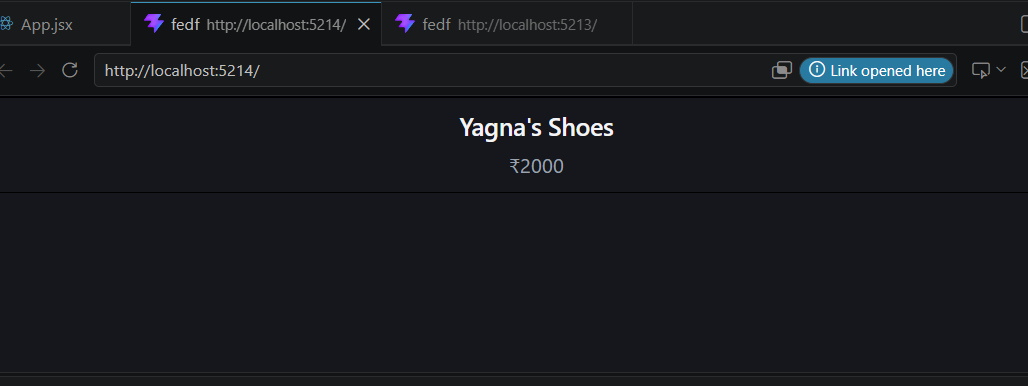 App.jsx
fedf http://localhost:5214/
fedf http://localhost:5213/
http://localhost:5214/
Link opened here
Yagna's Shoes
₹2000